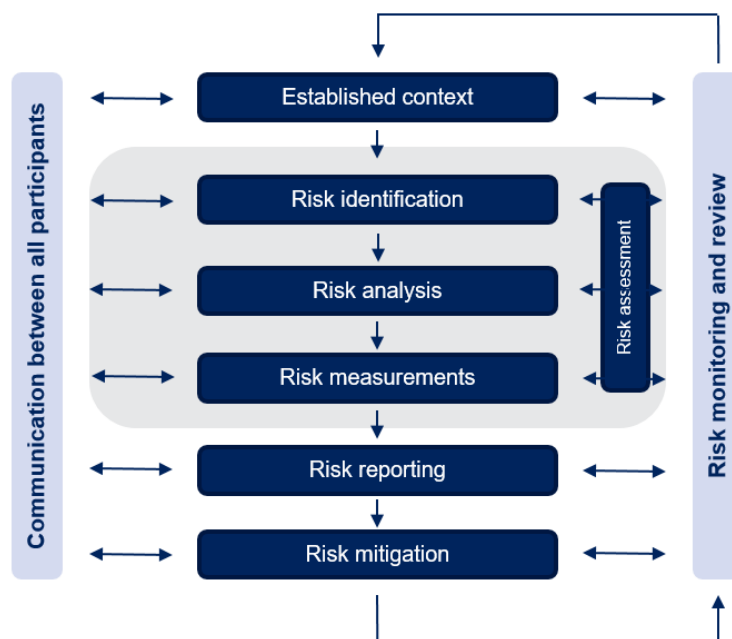 Established context
Communication between all participants
Risk identification
Risk analysis
Risk measurements
Risk assessment
Risk monitoring and review
Risk reporting
Risk mitigation